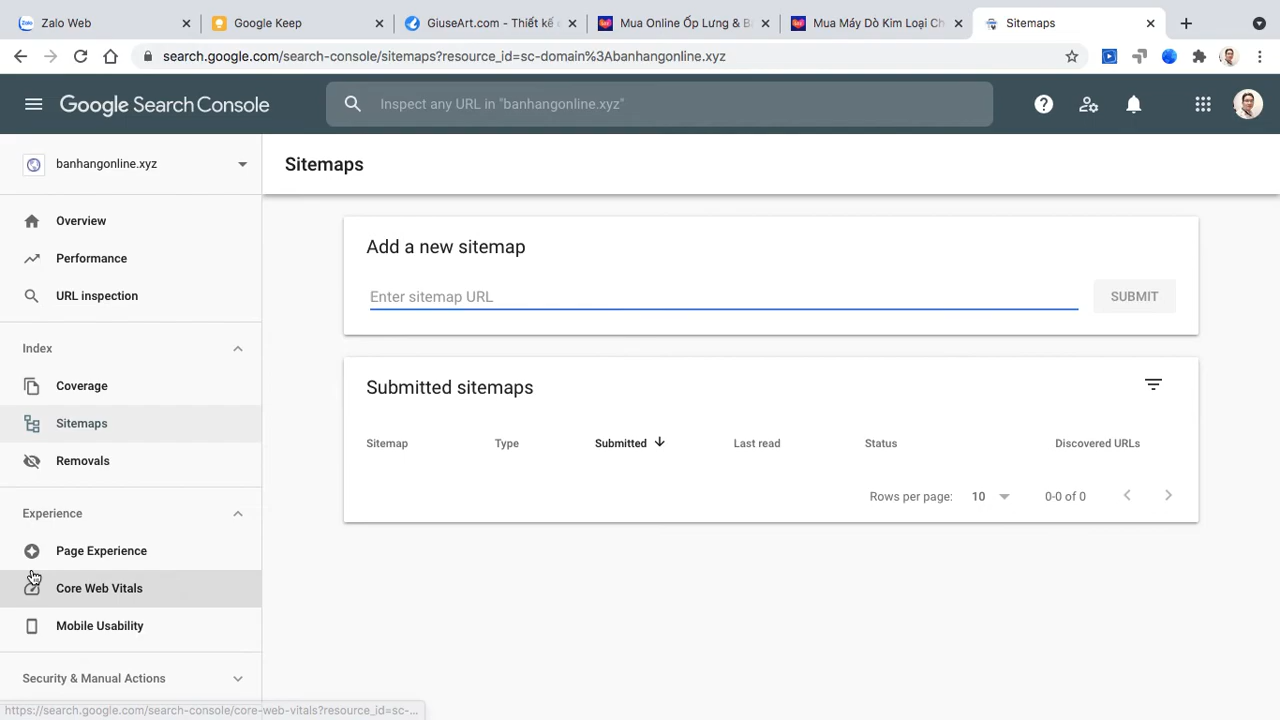 Zalo Web
Google Keep
GiuseArt.com - Thiết kế
Mua Online Ốp Lưng &
Mua Máy Dò Kim Loại
Sitemaps
search.google.com/search-console/sitemaps?resource_id=sc-domain%3Abanhangonline.xyz
Google Search Console
Inspect any URL in "banhangonline.xyz"
banhangonline.xyz
Sitemaps
Overview
Performance
URL inspection
Index
Coverage
Sitemaps
Removals
Experience
Page Experience
Core Web Vitals
Mobile Usability
Security & Manual Actions
Add a new sitemap
Enter sitemap URL
SUBMIT
Submitted sitemaps
Sitemap Type Submitted Last read Status Discovered URLs
Rows per page: 10 0-0 of 0
https://search.google.com/search-console/core-web-vitals?resource_id=sc-...